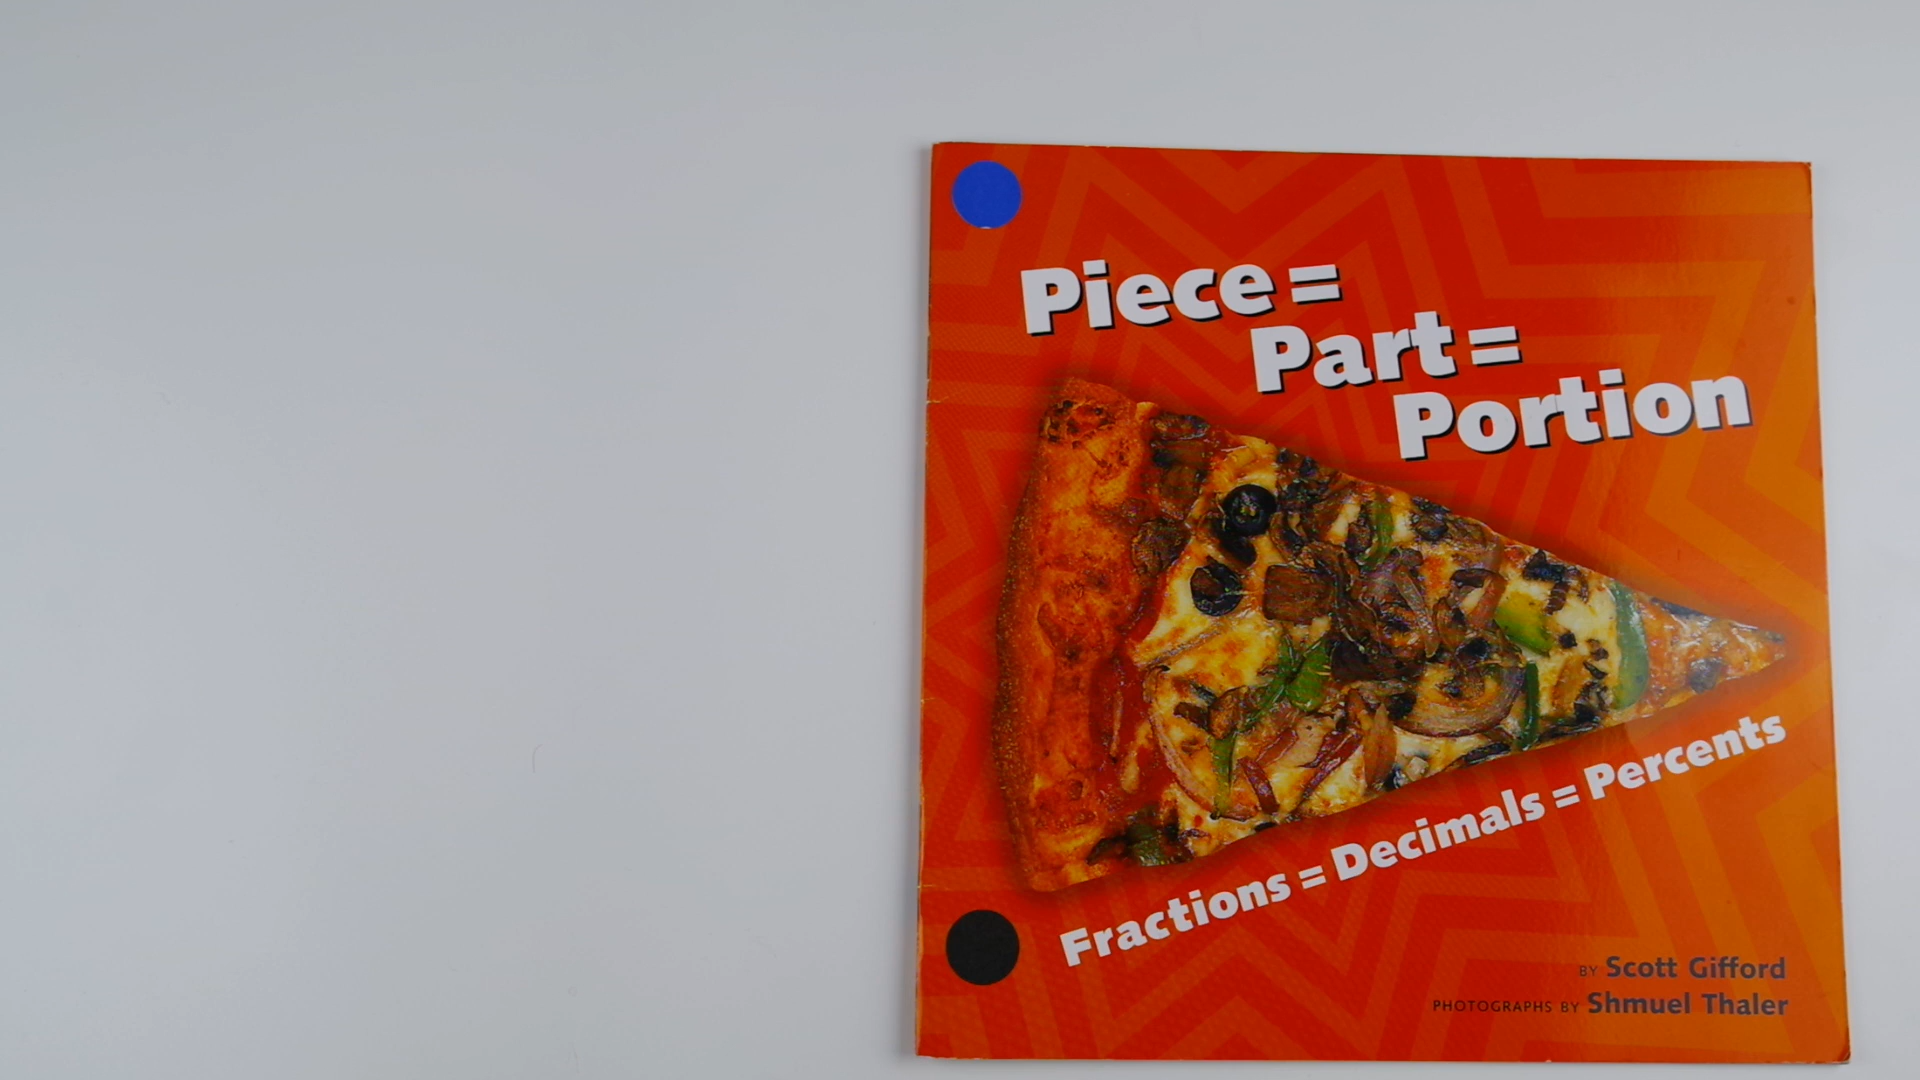 Piece =
Part =
Portion
Fractions = Decimals = Percents
BY Scott Gifford
PHOTOGRAPHS BY Shmuel Thaler